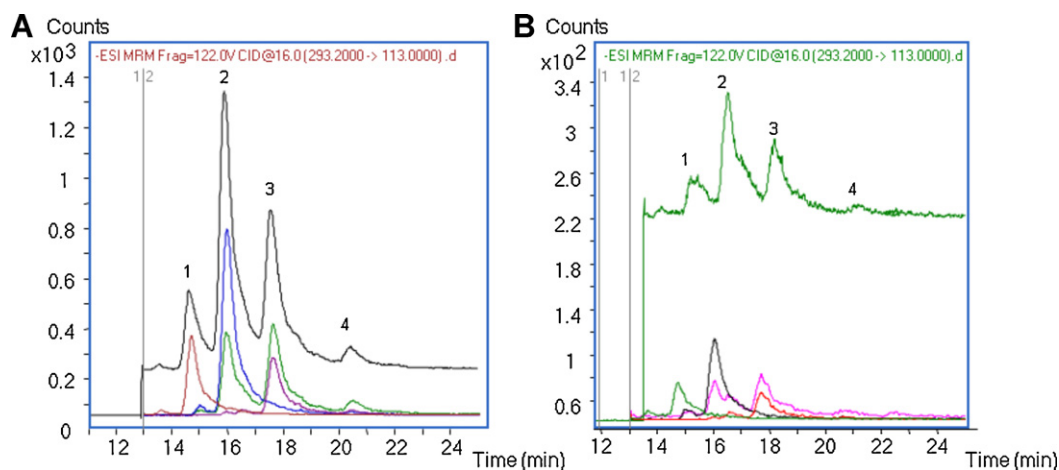 A Counts
x10³
-ESI MRM Frag=122.0V CID@16.0 (293.2000 -> 113.0000) .d
1 2
1.4
1.2
1
0.8
0.6
0.4
0.2
0
1
2
3
4
12 14 16 18 20 22 24
Time (min)
B Counts
x10²
-ESI MRM Frag=122.0V CID@16.0 (293.2000 -> 113.0000) .d
1 1 2
3.4
3
2.6
2.2
1.8
1.4
1
0.6
1
2
3
4
12 14 16 18 20 22 24
Time (min)